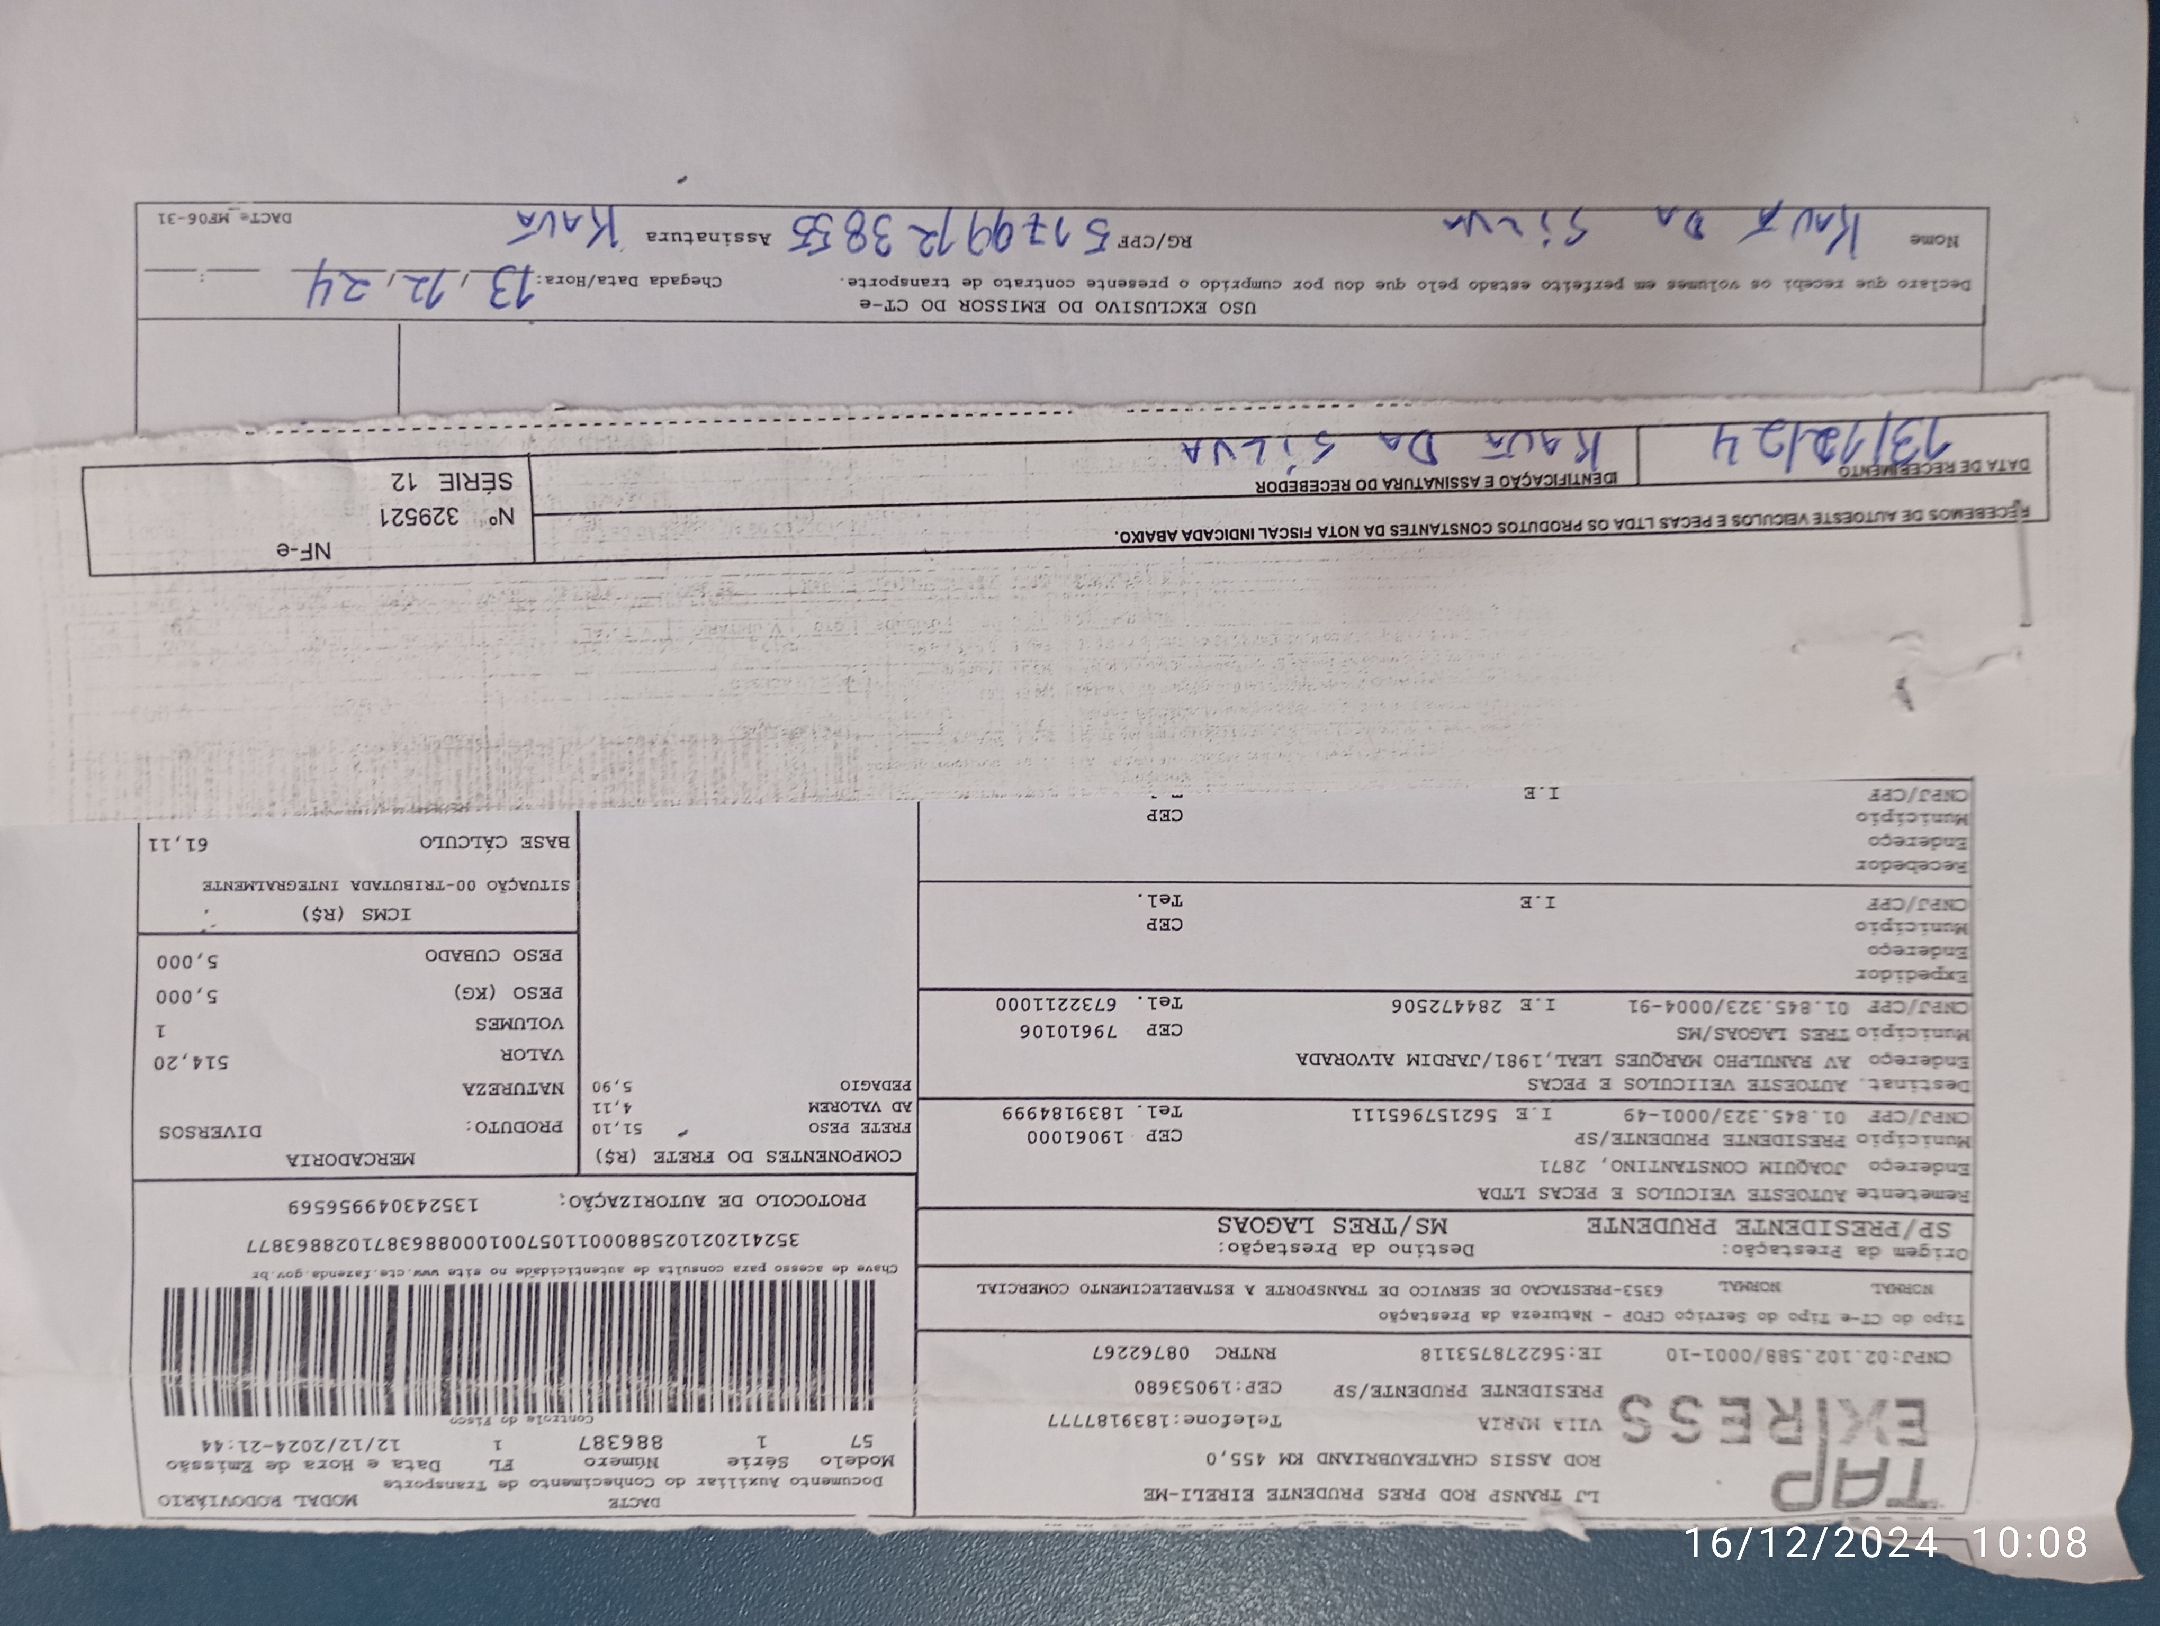 TAP
EXPRESS
LJ TRANSP ROD PRES PRUDENTE EIRELI-ME
ROD ASSIS CHATEAUBRIAND KM 455,0
VILA MARIA Telefone:1839187777
PRESIDENTE PRUDENTE/SP CEP:19053680
CNPJ:02.102.588/0001-10 IE:562278753118 RNTRC 08762267
DACTE MODAL RODOVIÁRIO
Documento Auxiliar do Conhecimento de Transporte
Modelo Série Número FL Data e Hora de Emissão
57 1 886387 1 12/12/2024-21:44
Controle do Fisco
Chave de acesso para consulta de autenticidade no site www.cte.fazenda.gov.br
35241202102588000110570010008863871028863877
PROTOCOLO DE AUTORIZAÇÃO: 135243049956569
Tipo do CT-e Tipo do Serviço CFOP - Natureza da Prestação
NORMAL NORMAL 6353-PRESTACAO DE SERVICO DE TRANSPORTE A ESTABELECIMENTO COMERCIAL
Origem da Prestação: Destino da Prestação:
SP/PRESIDENTE PRUDENTE MS/TRES LAGOAS
Remetente AUTOESTE VEICULOS E PECAS LTDA
Endereço JOAQUIM CONSTANTINO, 2871
Município PRESIDENTE PRUDENTE/SP CEP 19061000
CNPJ/CPF 01.845.323/0001-49 I.E 562157965111 Tel. 1839184999
Destinat. AUTOESTE VEIICULOS E PECAS
Endereço AV RANULPHO MARQUES LEAL,1981/JARDIM ALVORADA
Município TRES LAGOAS/MS CEP 79610106
CNPJ/CPF 01.845.323/0004-91 I.E 284472506 Tel. 6732211000
Expedidor
Endereço
Município CEP
CNPJ/CPF I.E Tel.
Recebedor
Endereço
Município CEP
CNPJ/CPF I.E
COMPONENTES DO FRETE (R$)
FRETE PESO 51,10
AD VALOREM 4,11
PEDAGIO 5,90
MERCADORIA
PRODUTO: DIVERSOS
NATUREZA
VALOR 514,20
VOLUMES 1
PESO (KG) 5,000
PESO CUBADO 5,000
ICMS (R$)
SITUAÇÃO 00-TRIBUTADA INTEGRALMENTE
BASE CÁLCULO 61,11
RECEBEMOS DE AUTOESTE VEICULOS E PECAS LTDA OS PRODUTOS CONSTANTES DA NOTA FISCAL INDICADA ABAIXO.
DATA DE RECEBIMENTO IDENTIFICAÇÃO E ASSINATURA DO RECEBEDOR
13/12/24 KAUÃ DA SILVA
NF-e
Nº 329521
SÉRIE 12
USO EXCLUSIVO DO EMISSOR DO CT-e
Declaro que recebi os volumes em perfeito estado pelo que dou por cumprido o presente contrato de transporte. Chegada Data/Hora: 13/12/24 :
Nome KAUÃ DA SILVA RG/CPF 51799123855 Assinatura KAUÃ DACTe_MF06-31
16/12/2024 10:08